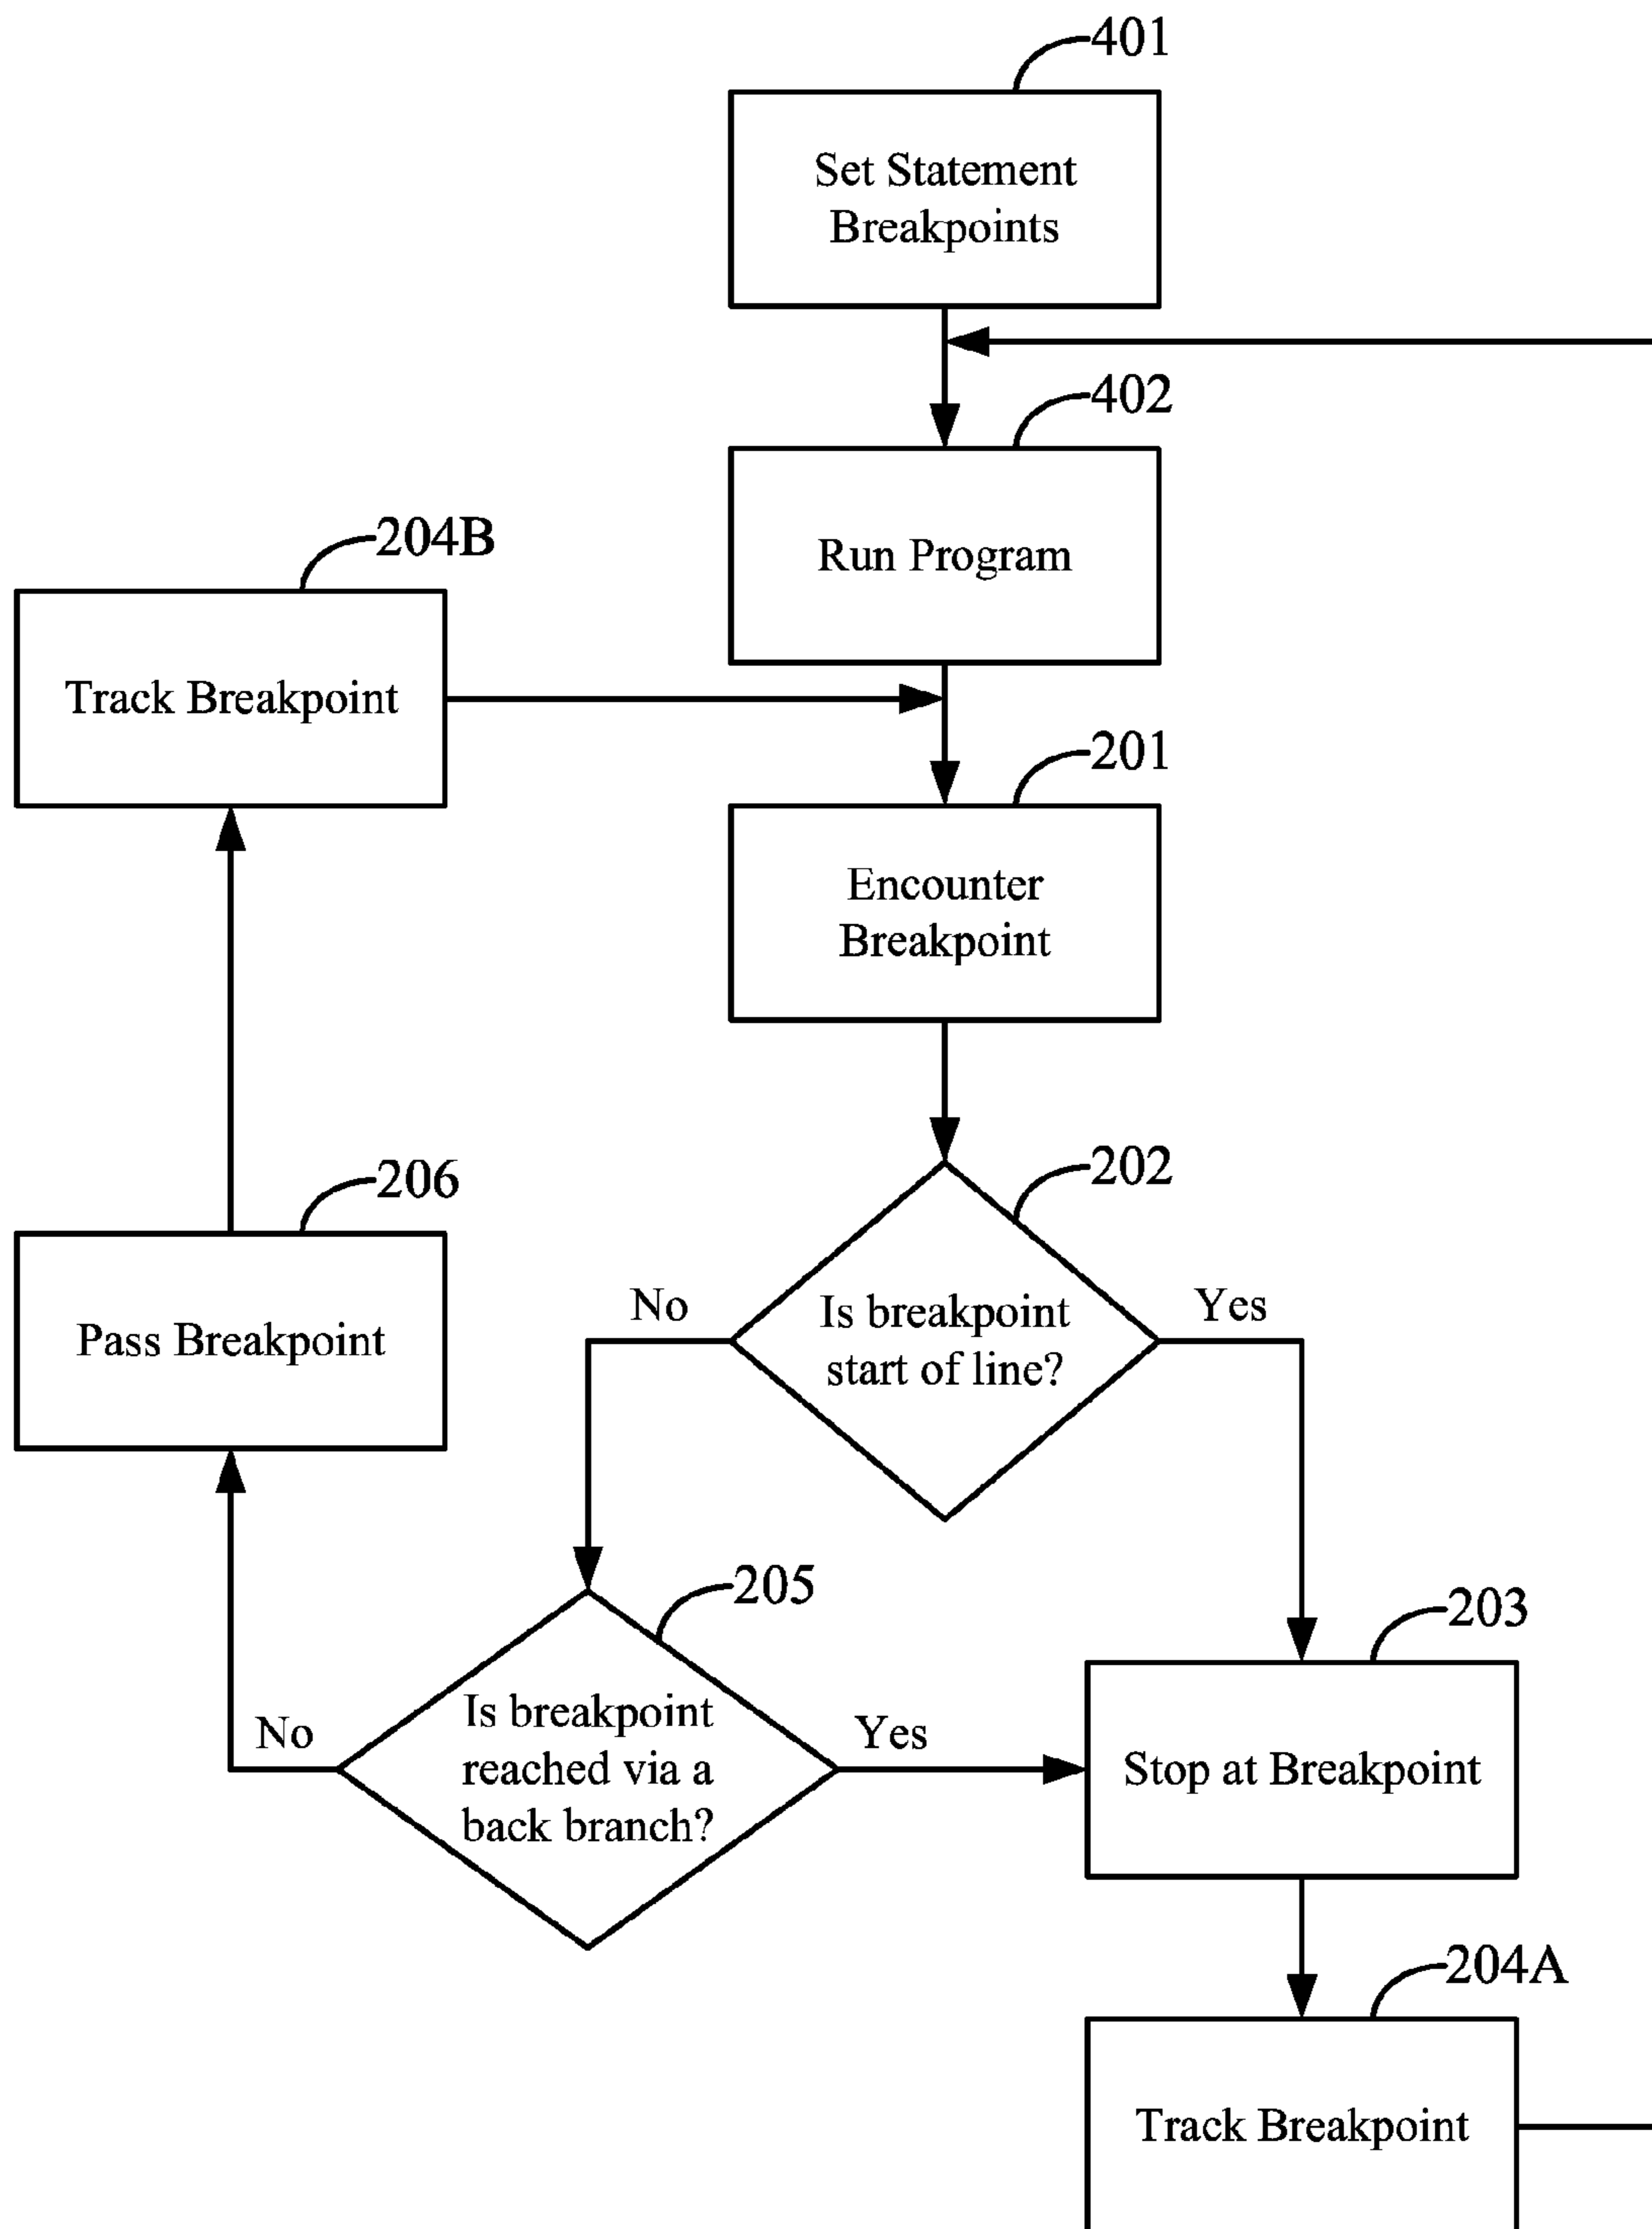 401
Set Statement
Breakpoints
402
Run Program
204B
Track Breakpoint
201
Encounter
Breakpoint
202
Is breakpoint
start of line?
No
Yes
206
Pass Breakpoint
205
Is breakpoint
reached via a
back branch?
No
Yes
203
Stop at Breakpoint
204A
Track Breakpoint